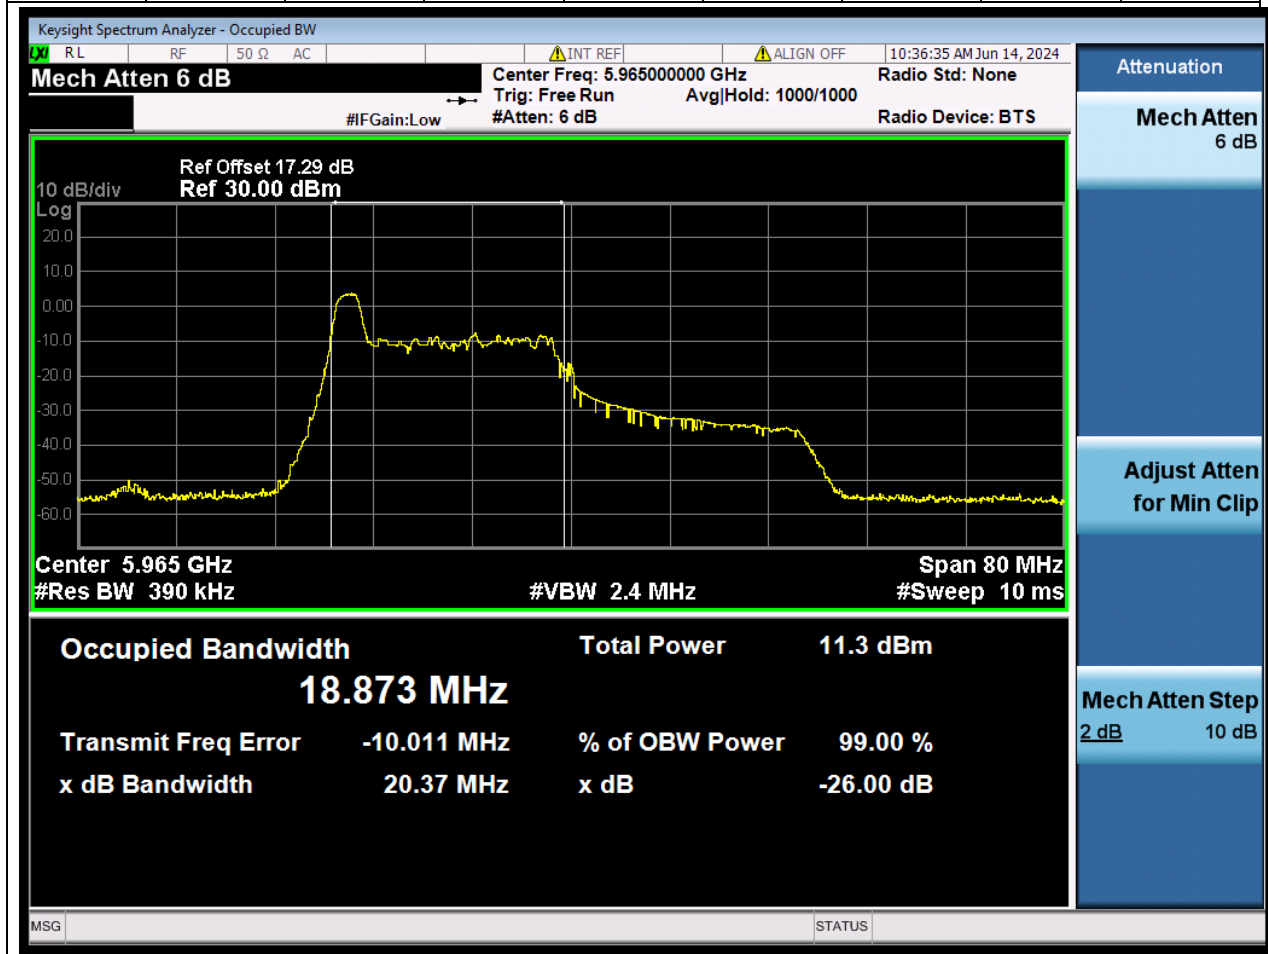 Keysight Spectrum Analyzer - Occupied BW
LXI RL RF 50 Ω AC INT REF ALIGN OFF 10:36:35 AM Jun 14, 2024
Mech Atten 6 dB
Center Freq: 5.965000000 GHz Radio Std: None
Trig: Free Run Avg|Hold: 1000/1000
#IFGain:Low #Atten: 6 dB Radio Device: BTS
Attenuation
Mech Atten
6 dB
Adjust Atten
for Min Clip
Mech Atten Step
2 dB 10 dB
Ref Offset 17.29 dB
10 dB/div Ref 30.00 dBm
Log
20.0
10.0
0.00
-10.0
-20.0
-30.0
-40.0
-50.0
-60.0
Center 5.965 GHz Span 80 MHz
#Res BW 390 kHz #VBW 2.4 MHz #Sweep 10 ms
Occupied Bandwidth Total Power 11.3 dBm
18.873 MHz
Transmit Freq Error -10.011 MHz % of OBW Power 99.00 %
x dB Bandwidth 20.37 MHz x dB -26.00 dB
MSG STATUS